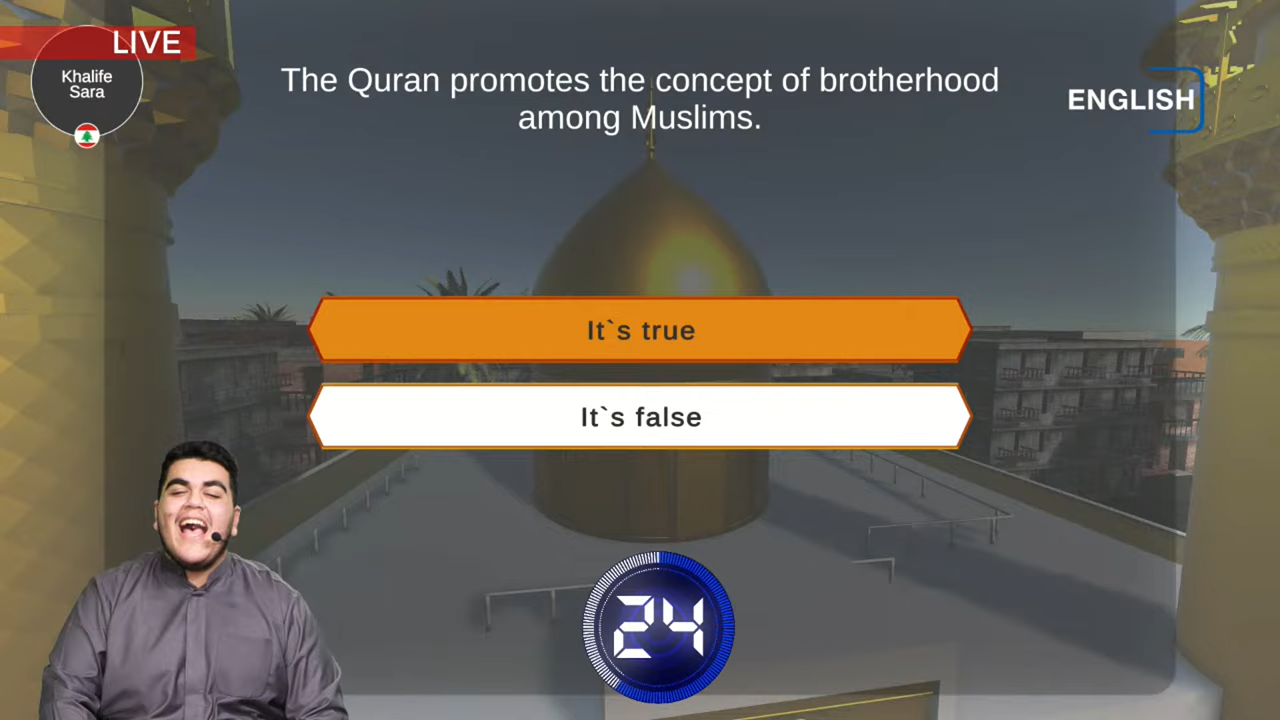 LIVE
Khalife
Sara
The Quran promotes the concept of brotherhood
among Muslims.
ENGLISH
It`s true
It`s false
24